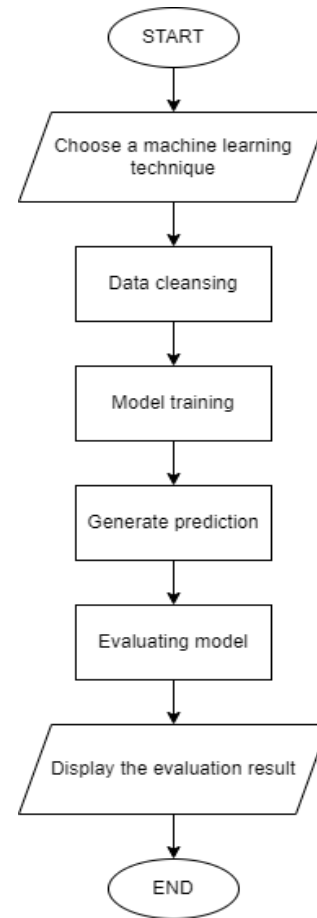 START
Choose a machine learning
technique
Data cleansing
Model training
Generate prediction
Evaluating model
Display the evaluation result
END